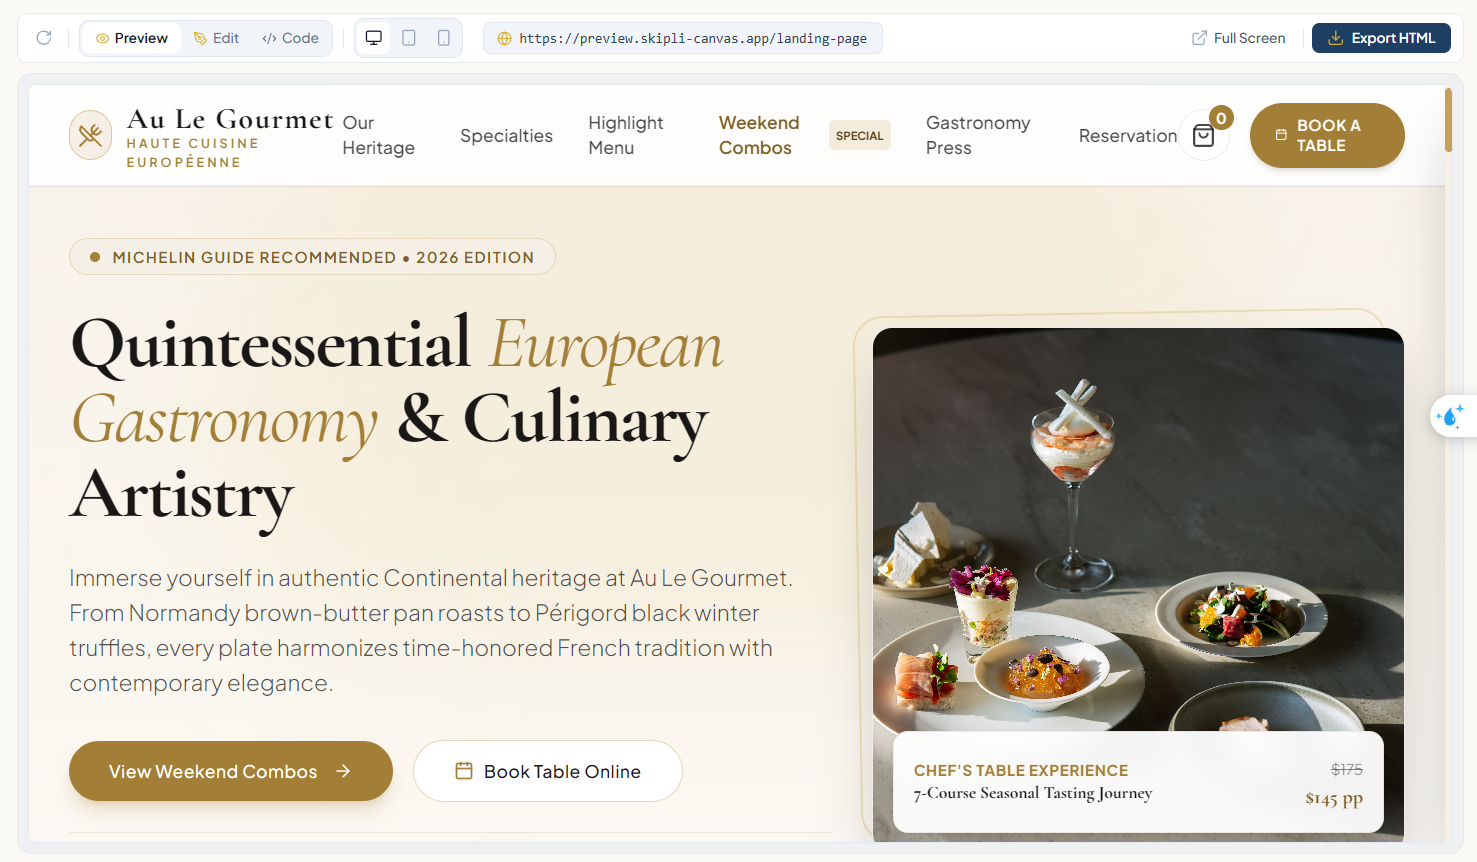 Preview
Edit
Code
https://preview.skipli-canvas.app/landing-page
Full Screen
Export HTML
Au Le Gourmet
HAUTE CUISINE
EUROPÉENNE
Our
Heritage
Specialties
Highlight
Menu
Weekend
Combos
SPECIAL
Gastronomy
Press
Reservation
0
BOOK A
TABLE
MICHELIN GUIDE RECOMMENDED • 2026 EDITION
Quintessential European
Gastronomy & Culinary
Artistry
Immerse yourself in authentic Continental heritage at Au Le Gourmet.
From Normandy brown-butter pan roasts to Périgord black winter
truffles, every plate harmonizes time-honored French tradition with
contemporary elegance.
View Weekend Combos
Book Table Online
CHEF'S TABLE EXPERIENCE
7-Course Seasonal Tasting Journey
$175
$145 pp